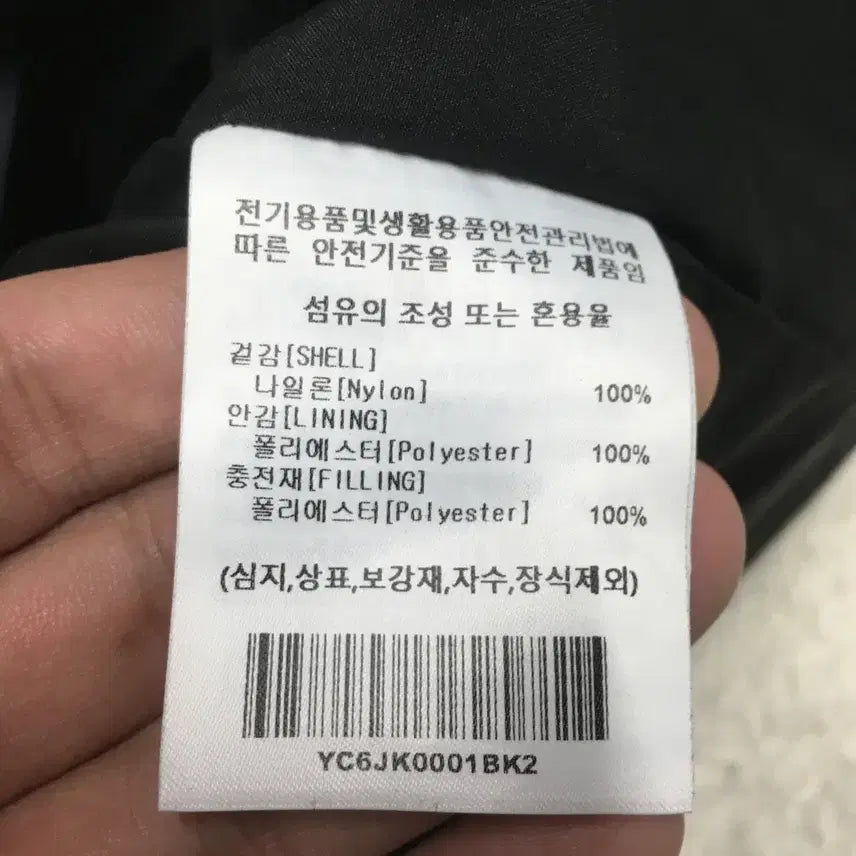 전기용품및생활용품안전관리법에
따른 안전기준을 준수한 제품임
섬유의 조성 또는 혼용율
겉감[SHELL]
나일론[Nylon] 100%
안감[LINING]
폴리에스터[Polyester] 100%
충전재[FILLING]
폴리에스터[Polyester] 100%
(심지,상표,보강재,자수,장식제외)
YC6JK0001BK2